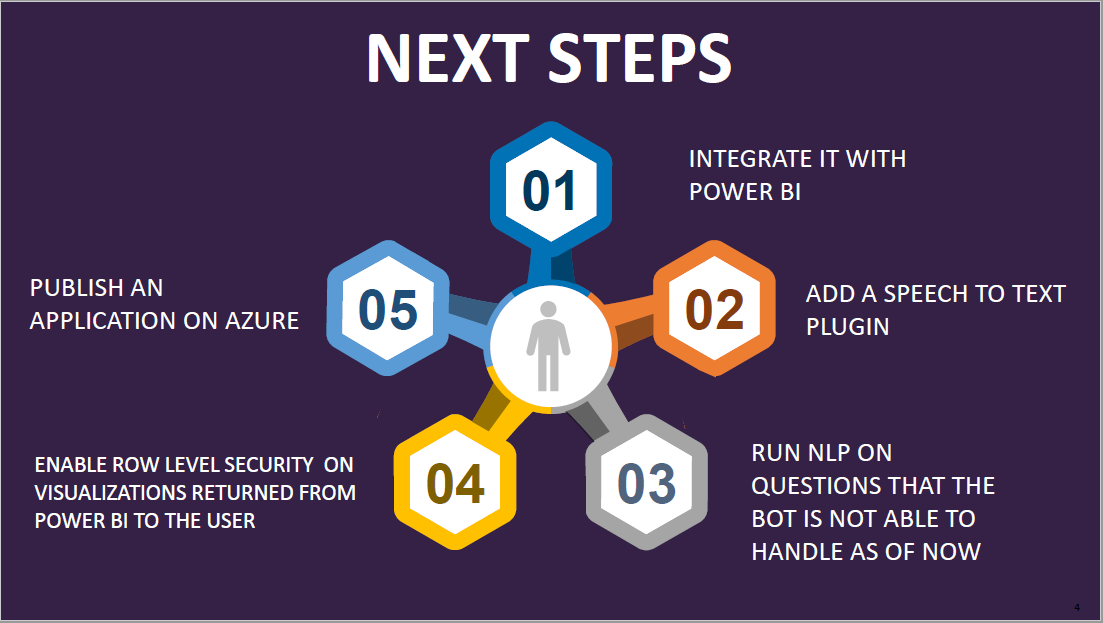 NEXT STEPS
01
INTEGRATE IT WITH
POWER BI
02
ADD A SPEECH TO TEXT
PLUGIN
03
RUN NLP ON
QUESTIONS THAT THE
BOT IS NOT ABLE TO
HANDLE AS OF NOW
04
ENABLE ROW LEVEL SECURITY  ON
VISUALIZATIONS RETURNED FROM
POWER BI TO THE USER
05
PUBLISH AN
APPLICATION ON AZURE
4